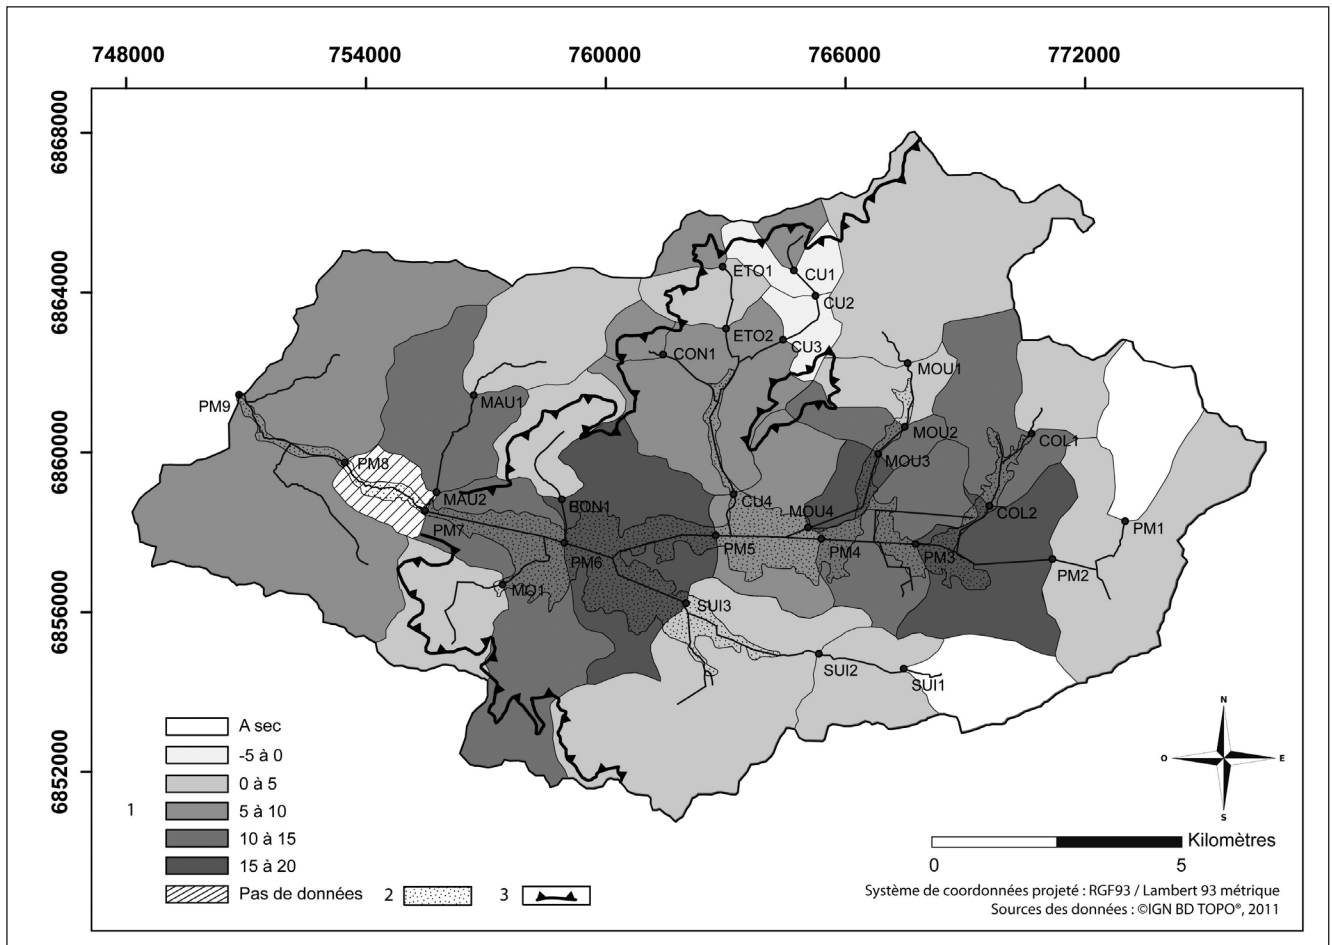 748000 754000 760000 766000 772000
6868000
6864000
6860000
6856000
6852000
ETO1
CU1
CU2
ETO2
CU3
CON1
MOU1
PM9
MAU1
MOU2
COL1
MOU3
PM8
MAU2
CU4
MOU4
COL2
PM7
PM1
PM5
PM4
PM3
PM6
PM2
MO1
SUI3
SUI2
SUI1
A sec
-5 à 0
0 à 5
1
5 à 10
10 à 15
15 à 20
Pas de données
2
3
N
O
E
S
Kilomètres
0 5
Système de coordonnées projeté : RGF93 / Lambert 93 métrique
Sources des données : ©IGN BD TOPO®, 2011